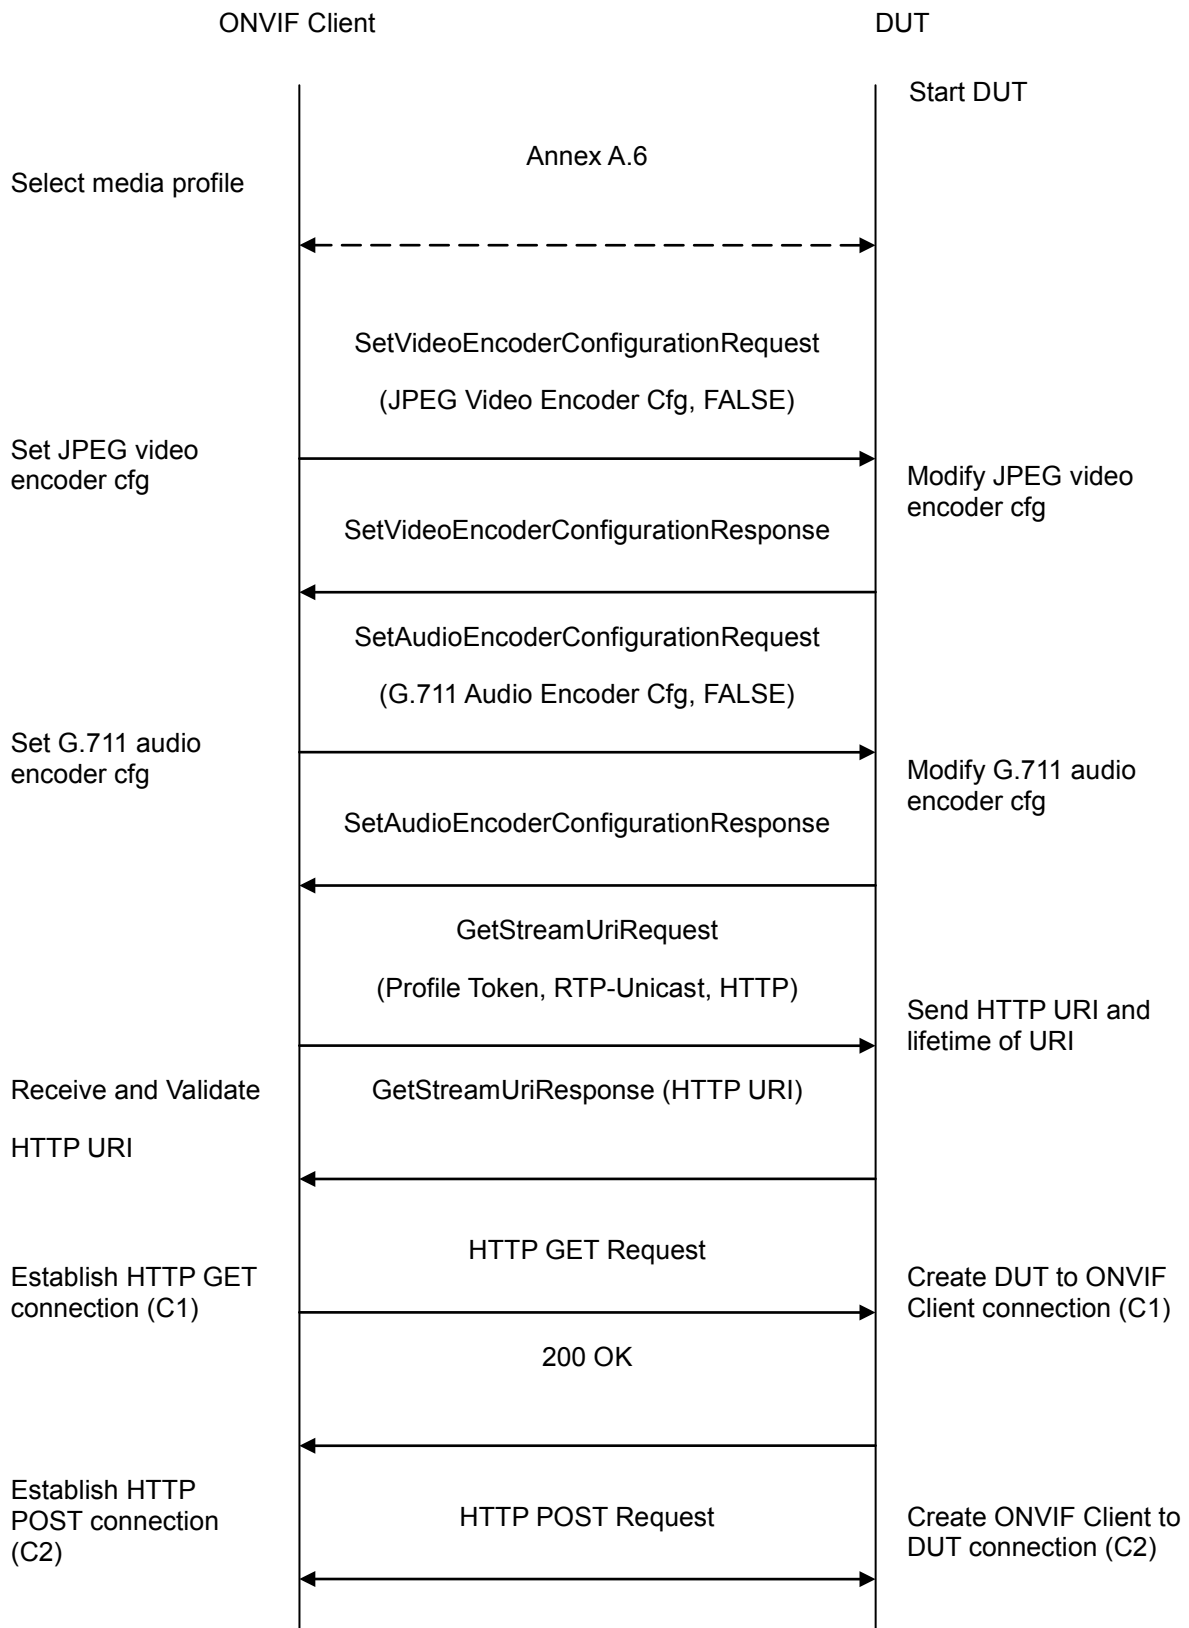 ONVIF Client
DUT
Start DUT
Annex A.6
Select media profile
SetVideoEncoderConfigurationRequest
(JPEG Video Encoder Cfg, FALSE)
Set JPEG video
encoder cfg
Modify JPEG video
encoder cfg
SetVideoEncoderConfigurationResponse
SetAudioEncoderConfigurationRequest
(G.711 Audio Encoder Cfg, FALSE)
Set G.711 audio
encoder cfg
Modify G.711 audio
encoder cfg
SetAudioEncoderConfigurationResponse
GetStreamUriRequest
(Profile Token, RTP-Unicast, HTTP)
Send HTTP URI and
lifetime of URI
Receive and Validate
HTTP URI
GetStreamUriResponse (HTTP URI)
HTTP GET Request
Establish HTTP GET
connection (C1)
Create DUT to ONVIF
Client connection (C1)
200 OK
Establish HTTP
POST connection
(C2)
HTTP POST Request
Create ONVIF Client to
DUT connection (C2)